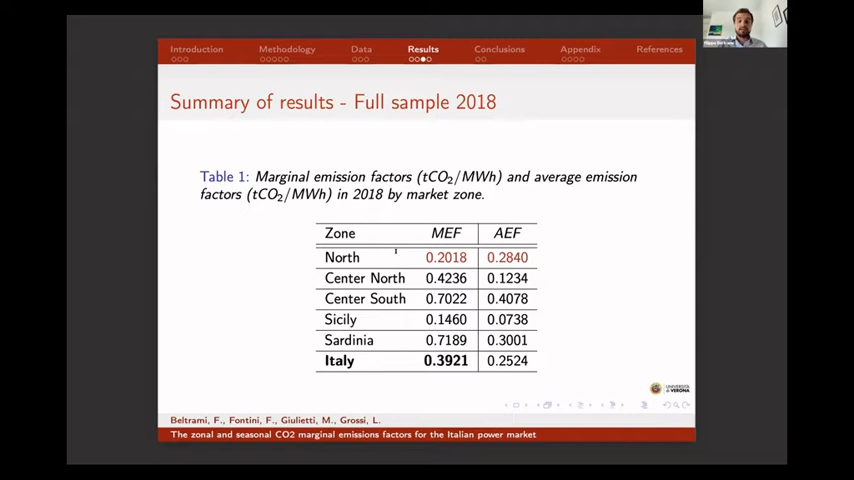 Introduction Methodology Data Results Conclusions Appendix References
Summary of results - Full sample 2018
Table 1: Marginal emission factors (tCO2/MWh) and average emission
factors (tCO2/MWh) in 2018 by market zone.
Zone MEF AEF
North 0.2018 0.2840
Center North 0.4236 0.1234
Center South 0.7022 0.4078
Sicily 0.1460 0.0738
Sardinia 0.7189 0.3001
Italy 0.3921 0.2524
UNIVERSITÀ
di VERONA
Beltrami, F., Fontini, F., Giulietti, M., Grossi, L.
The zonal and seasonal CO2 marginal emissions factors for the Italian power market